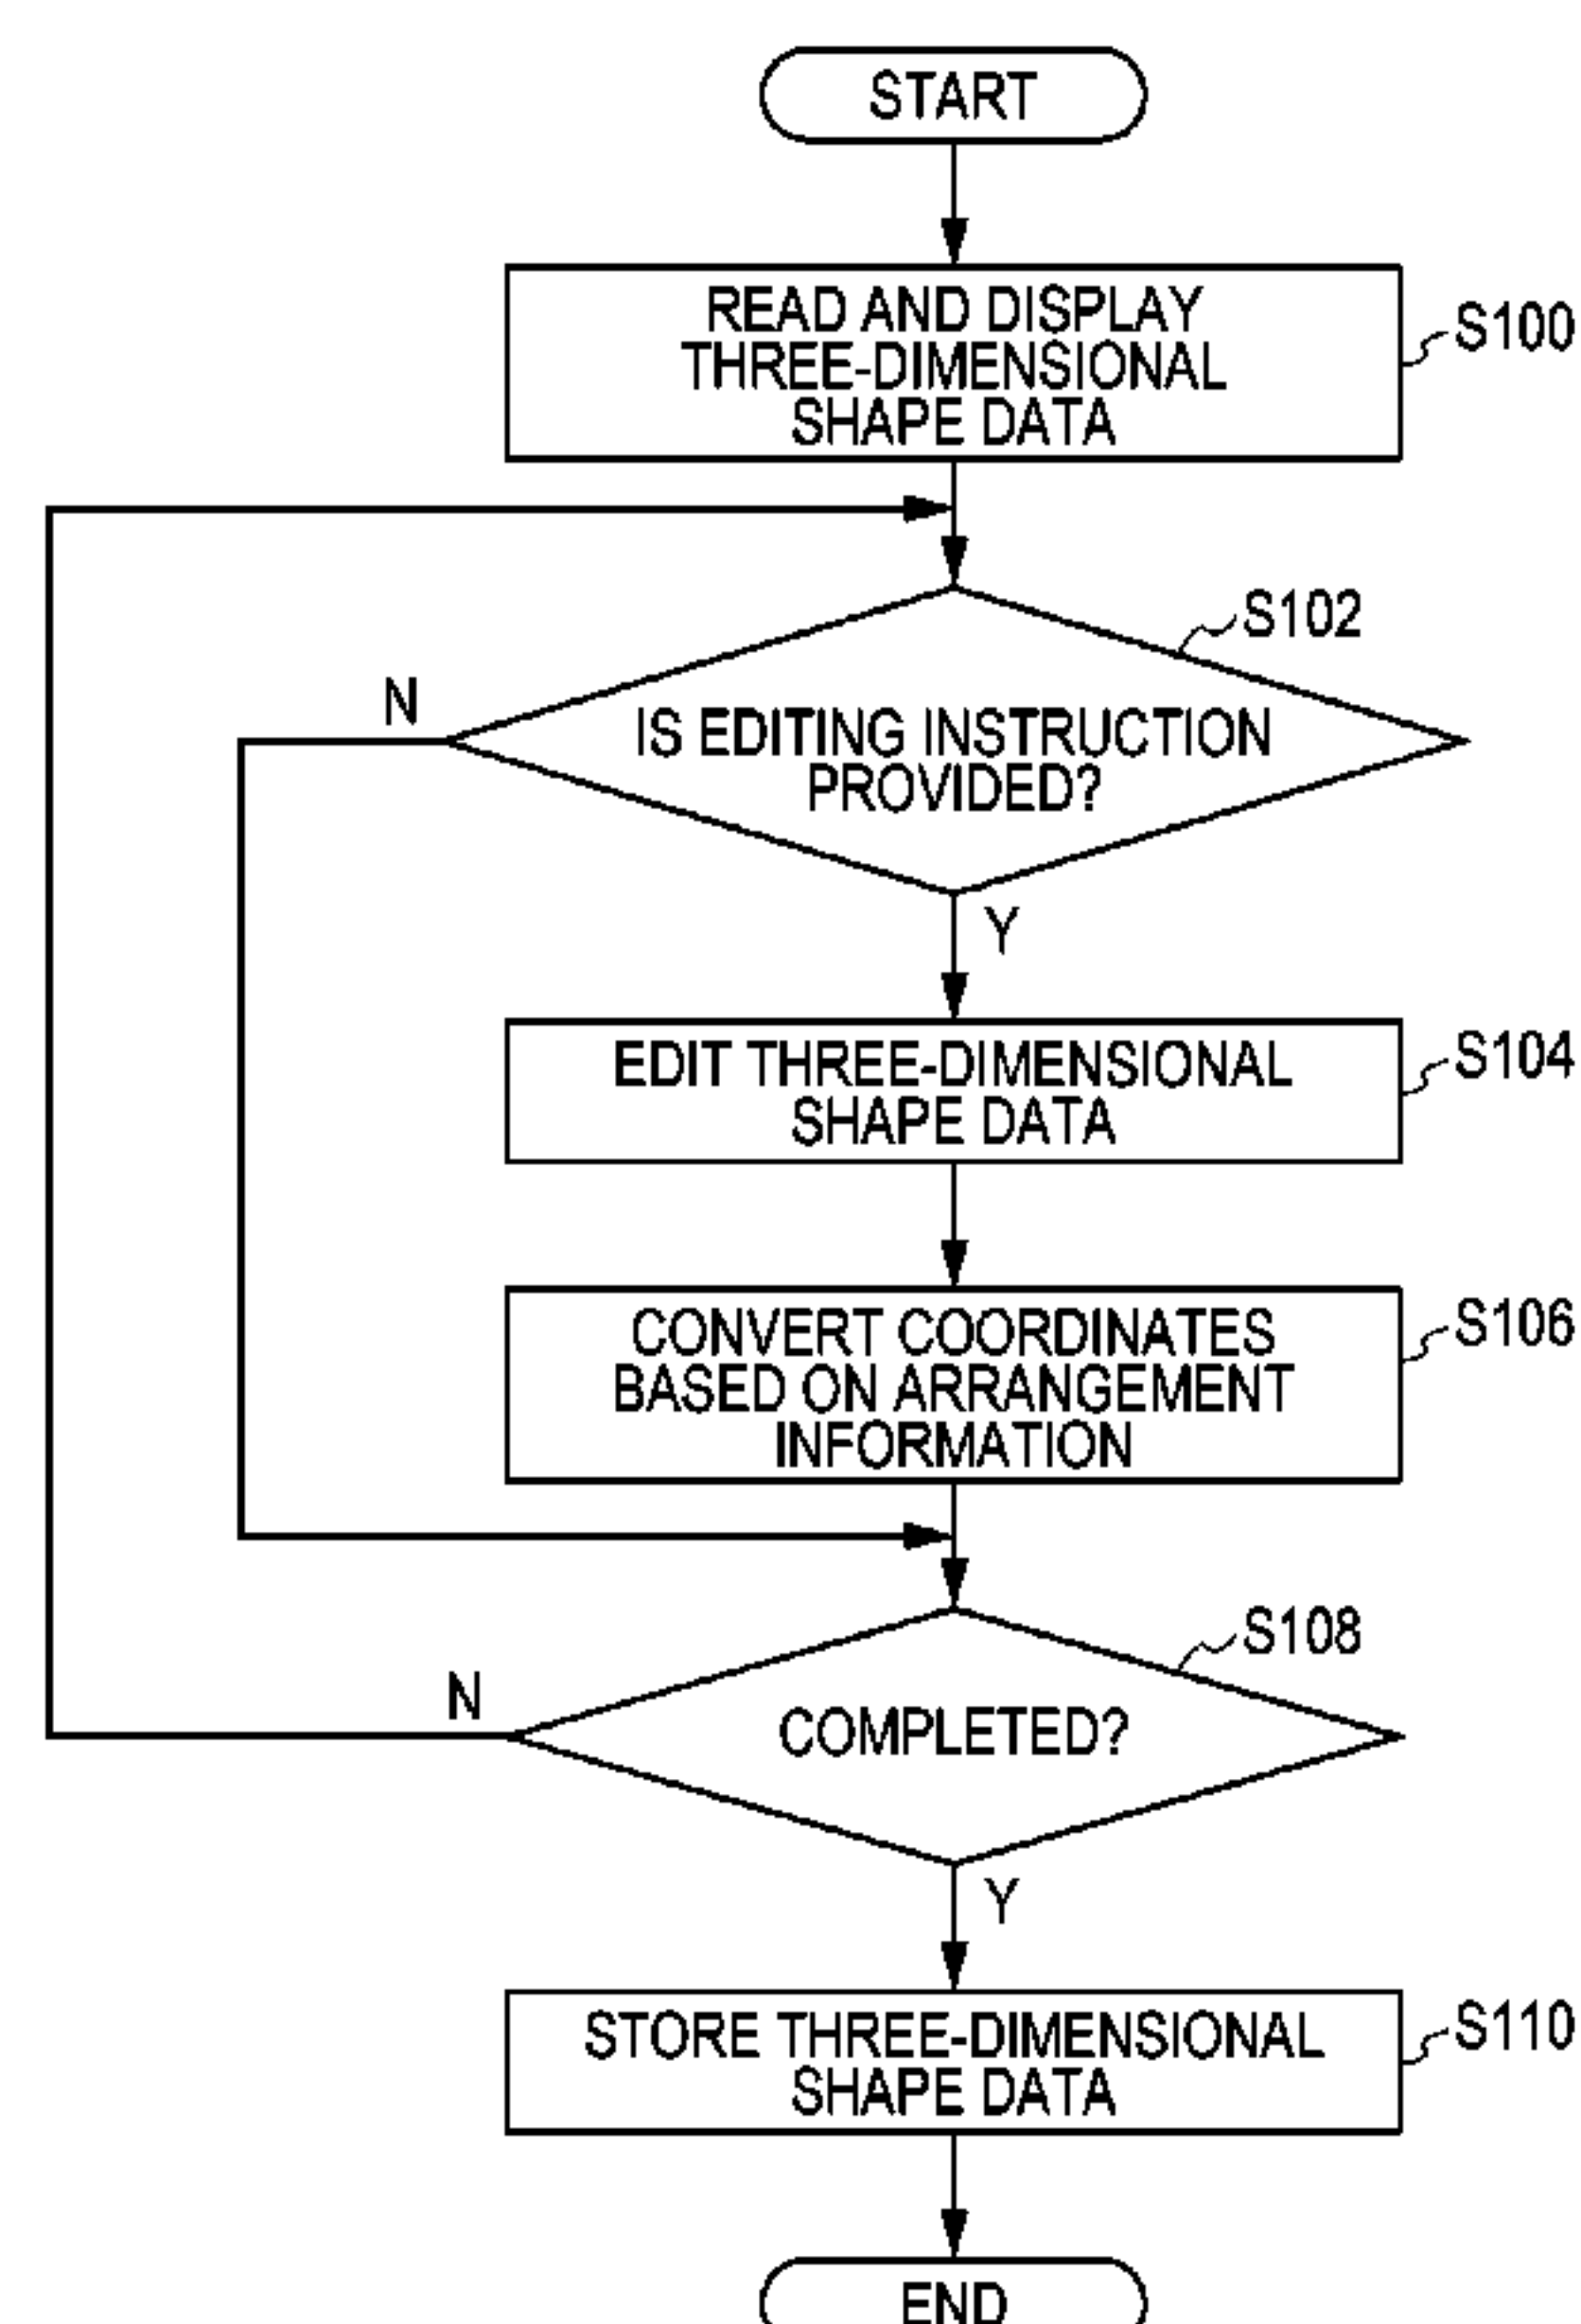 START
READ AND DISPLAY
THREE-DIMENSIONAL
SHAPE DATA
S100
S102
N
IS EDITING INSTRUCTION
PROVIDED?
Y
EDIT THREE-DIMENSIONAL
SHAPE DATA
S104
CONVERT COORDINATES
BASED ON ARRANGEMENT
INFORMATION
S106
S108
N
COMPLETED?
Y
STORE THREE-DIMENSIONAL
SHAPE DATA
S110
END